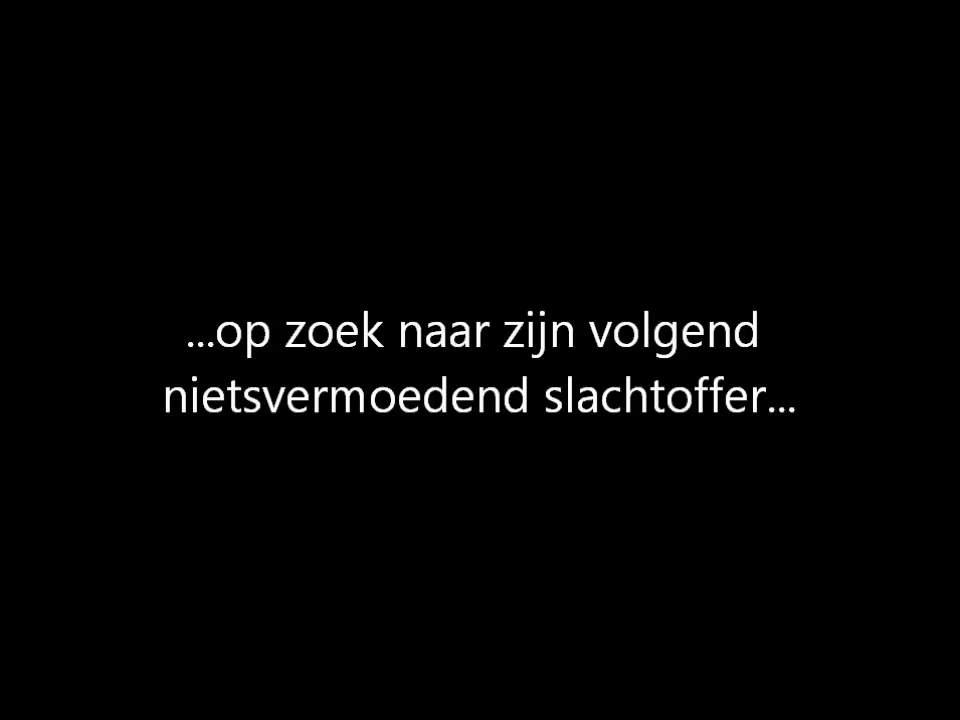 ...op zoek naar zijn volgend
nietsvermoedend slachtoffer...